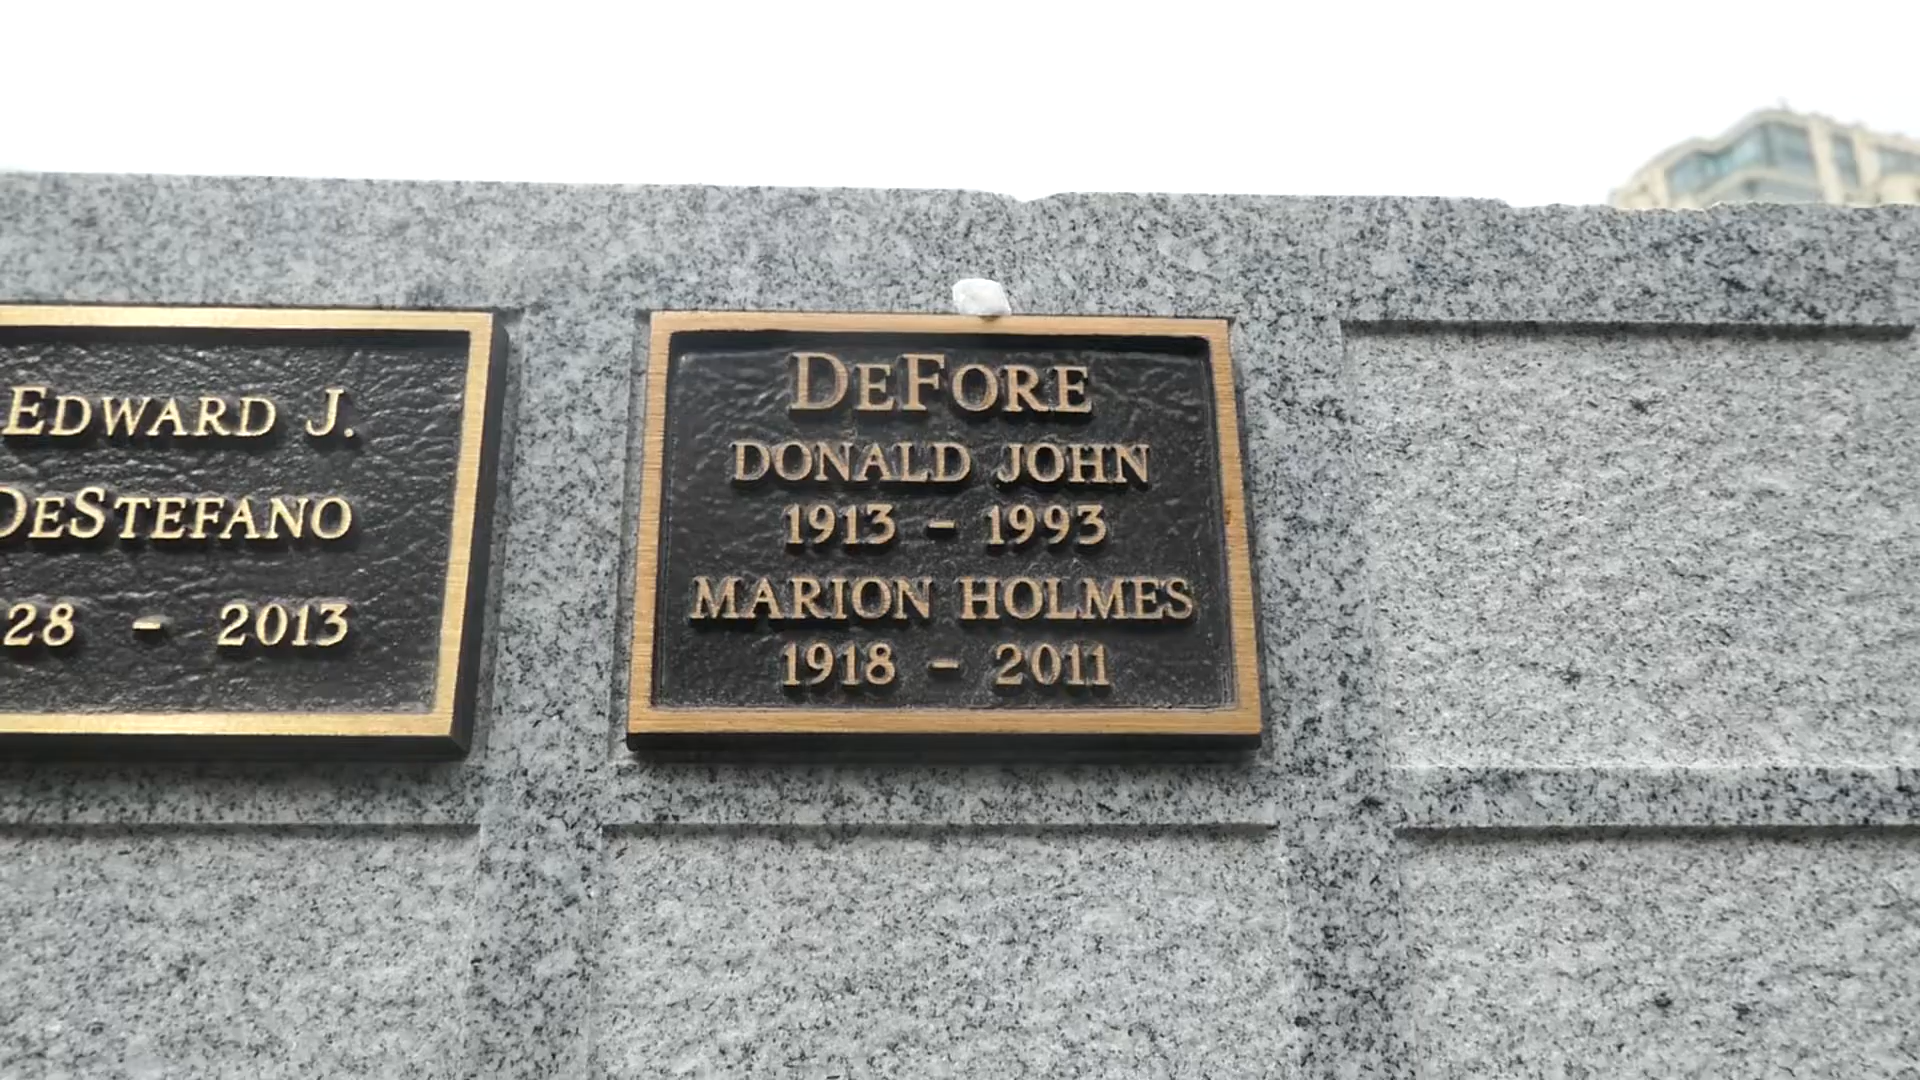 EDWARD J.
DESTEFANO
28 - 2013
DEFORE
DONALD JOHN
1913 - 1993
MARION HOLMES
1918 - 2011